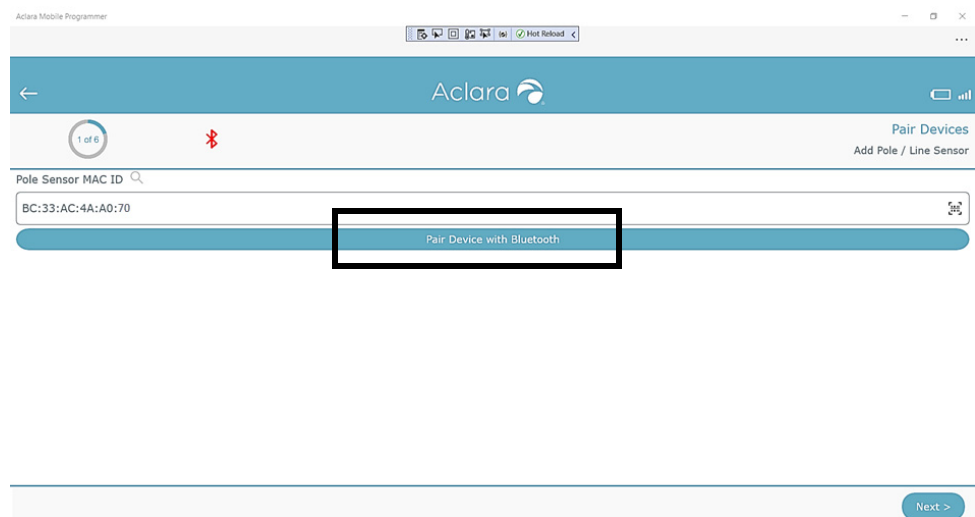 Aclara Mobile Programmer
Hot Reload
Aclara
1 of 6
Pair Devices
Add Pole / Line Sensor
Pole Sensor MAC ID
BC:33:AC:4A:A0:70
Pair Device with Bluetooth
Next >